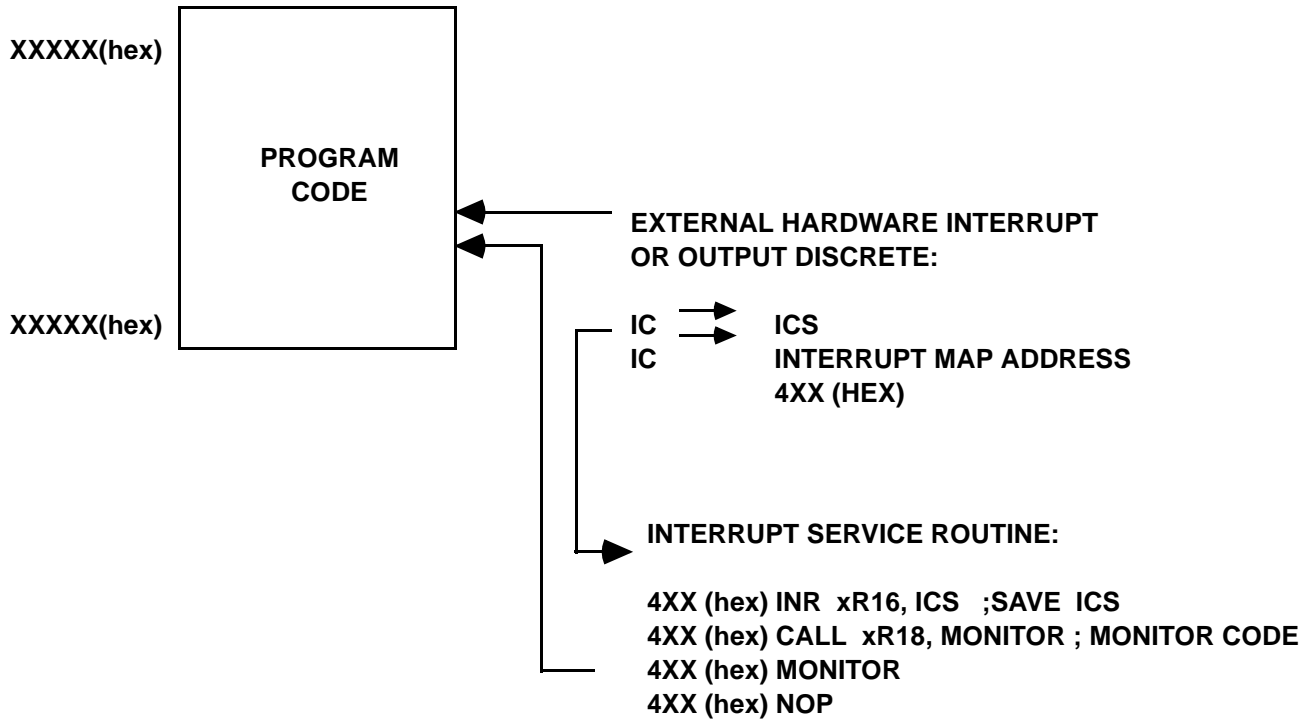 XXXXX(hex)
PROGRAM
CODE
EXTERNAL HARDWARE INTERRUPT
OR OUTPUT DISCRETE:
XXXXX(hex)
IC ICS
IC INTERRUPT MAP ADDRESS
4XX (HEX)
INTERRUPT SERVICE ROUTINE:
4XX (hex) INR xR16, ICS ;SAVE ICS
4XX (hex) CALL xR18, MONITOR ; MONITOR CODE
4XX (hex) MONITOR
4XX (hex) NOP